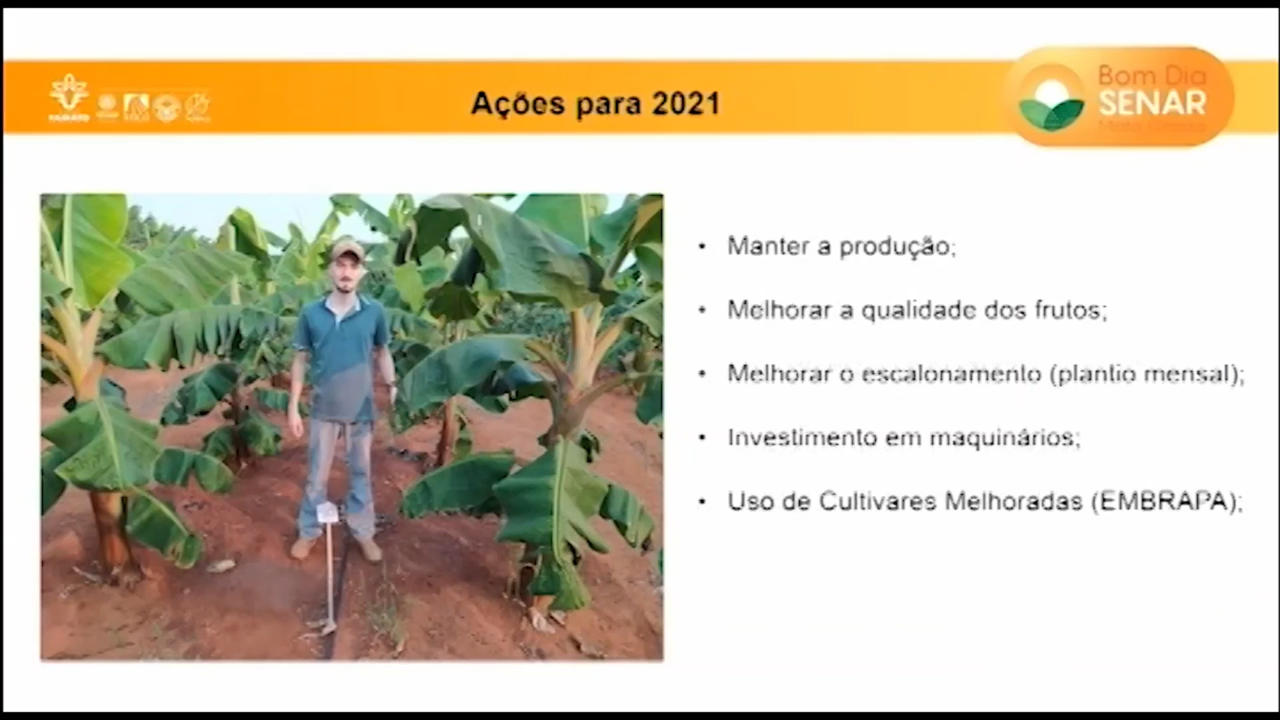 Ações para 2021
Bom Dia
SENAR
• Manter a produção;
• Melhorar a qualidade dos frutos;
• Melhorar o escalonamento (plantio mensal);
• Investimento em maquinários;
• Uso de Cultivares Melhoradas (EMBRAPA);